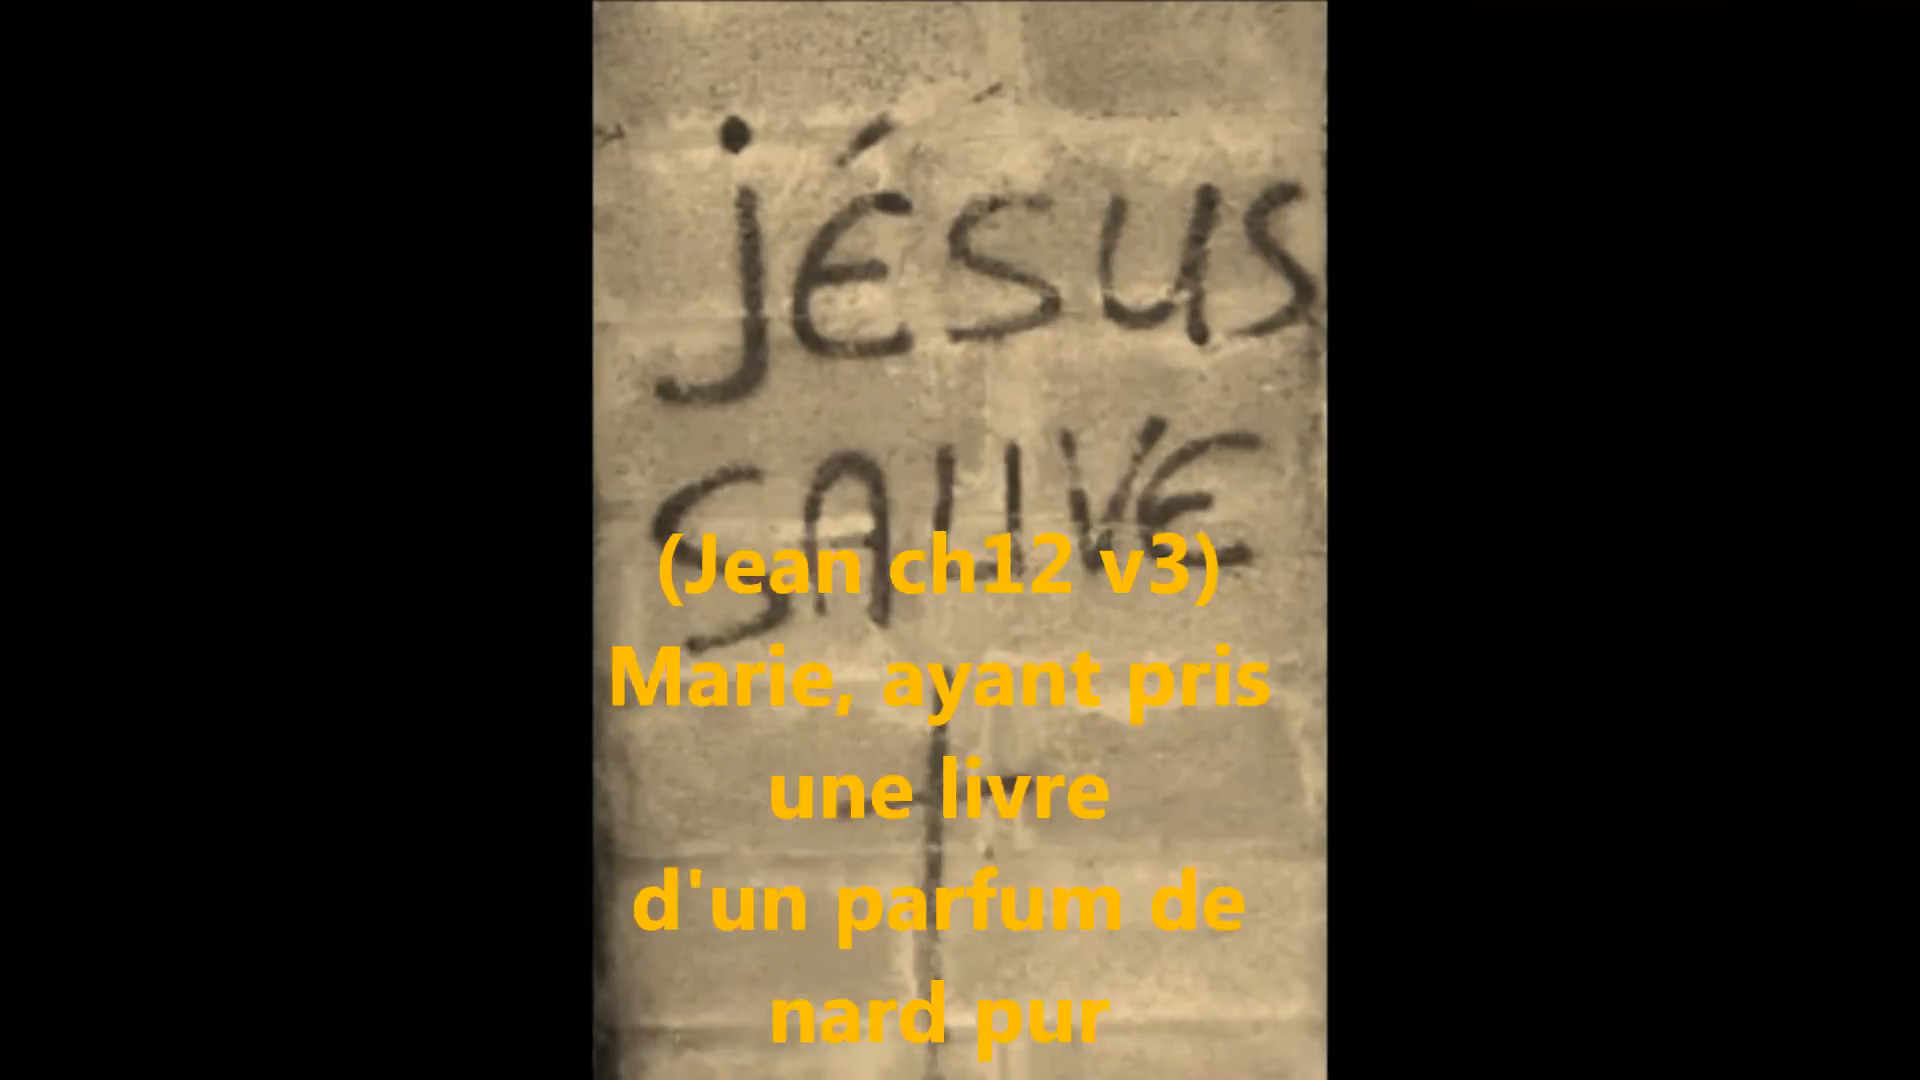 jÉSUS
SAUVE
(Jean ch12 v3)
Marie, ayant pris
une livre
d'un parfum de
nard pur